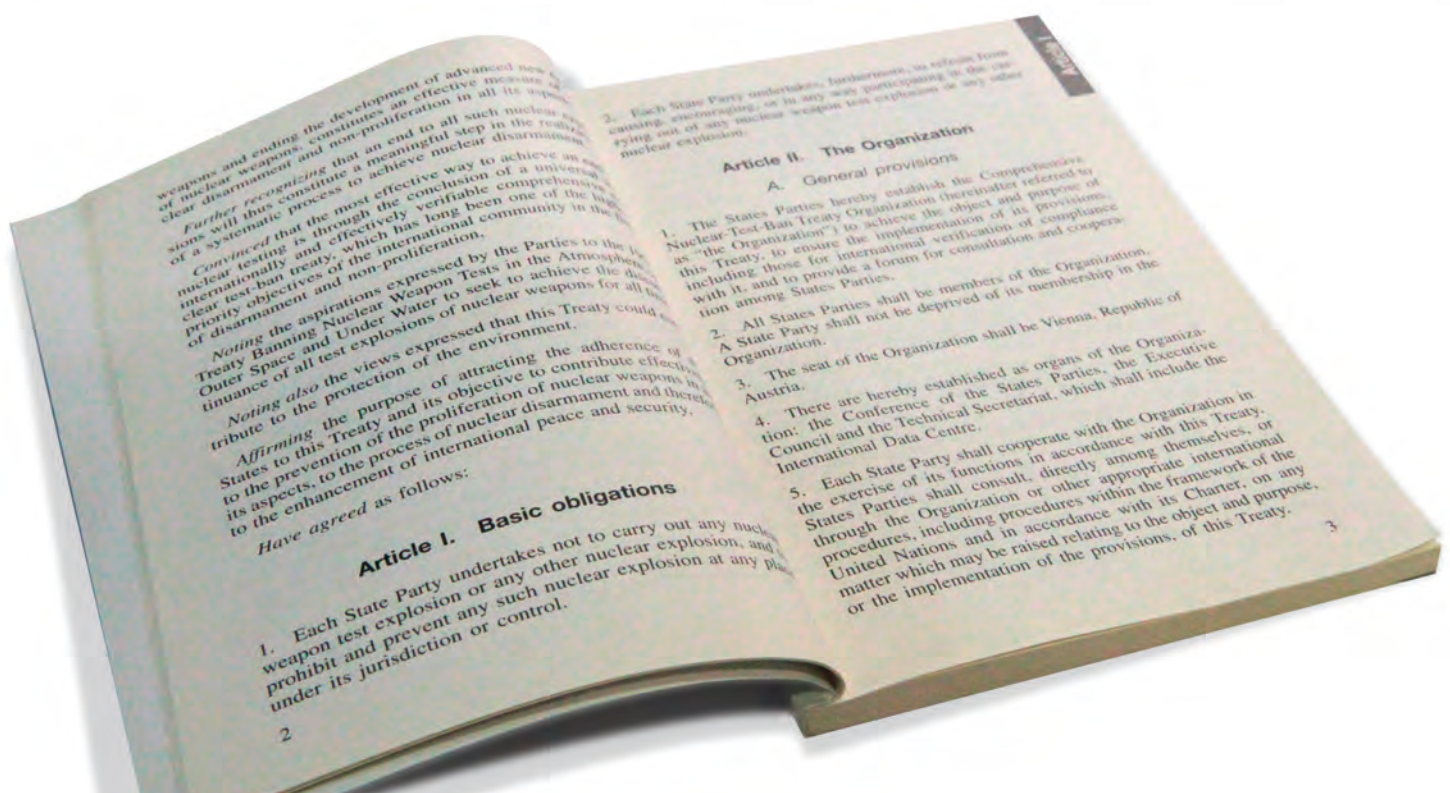 weapons and ending the development of advanced new
of nuclear weapons, constitutes an effective measure
clear disarmament and non-proliferation in all its
Further recognizing that an end to all such nuclear
sions will thus constitute a meaningful step in the
of a systematic process to achieve nuclear disarmament
Convinced that the most effective way to achieve an
nuclear testing is through the conclusion of a universal
internationally and effectively verifiable comprehensive
clear test-ban treaty, which has long been one of the
priority objectives of the international community in the
of disarmament and non-proliferation.
Noting the aspirations expressed by the Parties to the
Treaty Banning Nuclear Weapon Tests in the Atmosphere
Outer Space and Under Water to seek to achieve the
tinuance of all test explosions of nuclear weapons for all
Noting also the views expressed that this Treaty could
tribute to the protection of the environment.
Affirming the purpose of attracting the adherence of
States to this Treaty and its objective to contribute
to the prevention of the proliferation of nuclear weapons in
its aspects, to the process of nuclear disarmament and
to the enhancement of international peace and security,
Have agreed as follows:
Article I. Basic obligations
1. Each State Party undertakes not to carry out any
weapon test explosion or any other nuclear explosion, and
prohibit and prevent any such nuclear explosion at any
under its jurisdiction or control.
2
Article I
2. Each State Party undertakes, furthermore, to refrain from
causing, encouraging, or in any way participating in the car-
rying out of any nuclear weapon test explosion or any other
nuclear explosion.
Article II. The Organization
A. General provisions
1. The States Parties hereby establish the Comprehensive
Nuclear-Test-Ban Treaty Organization (hereinafter referred to
as "the Organization") to achieve the object and purpose of
this Treaty, to ensure the implementation of its provisions,
including those for international verification of compliance
with it, and to provide a forum for consultation and coopera-
tion among States Parties.
2. All States Parties shall be members of the Organization.
A State Party shall not be deprived of its membership in the
Organization.
3. The seat of the Organization shall be Vienna, Republic of
Austria.
4. There are hereby established as organs of the Organiza-
tion: the Conference of the States Parties, the Executive
Council and the Technical Secretariat, which shall include the
International Data Centre.
5. Each State Party shall cooperate with the Organization in
the exercise of its functions in accordance with this Treaty.
States Parties shall consult, directly among themselves, or
through the Organization or other appropriate international
procedures, including procedures within the framework of the
United Nations and in accordance with its Charter, on any
matter which may be raised relating to the object and purpose,
or the implementation of the provisions, of this Treaty.
3